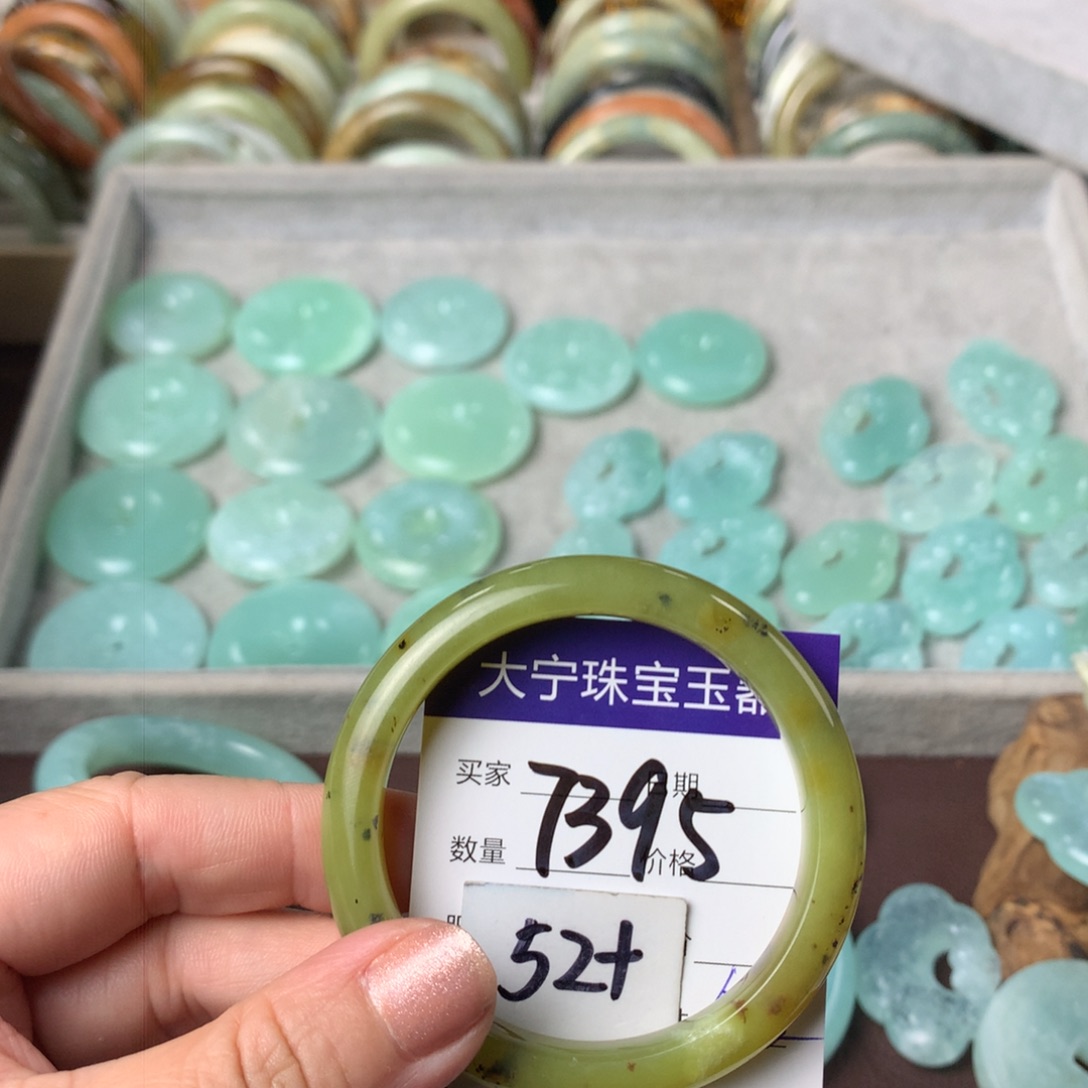 大宁珠宝玉器
买家 日期
7395
数量 价格
52+